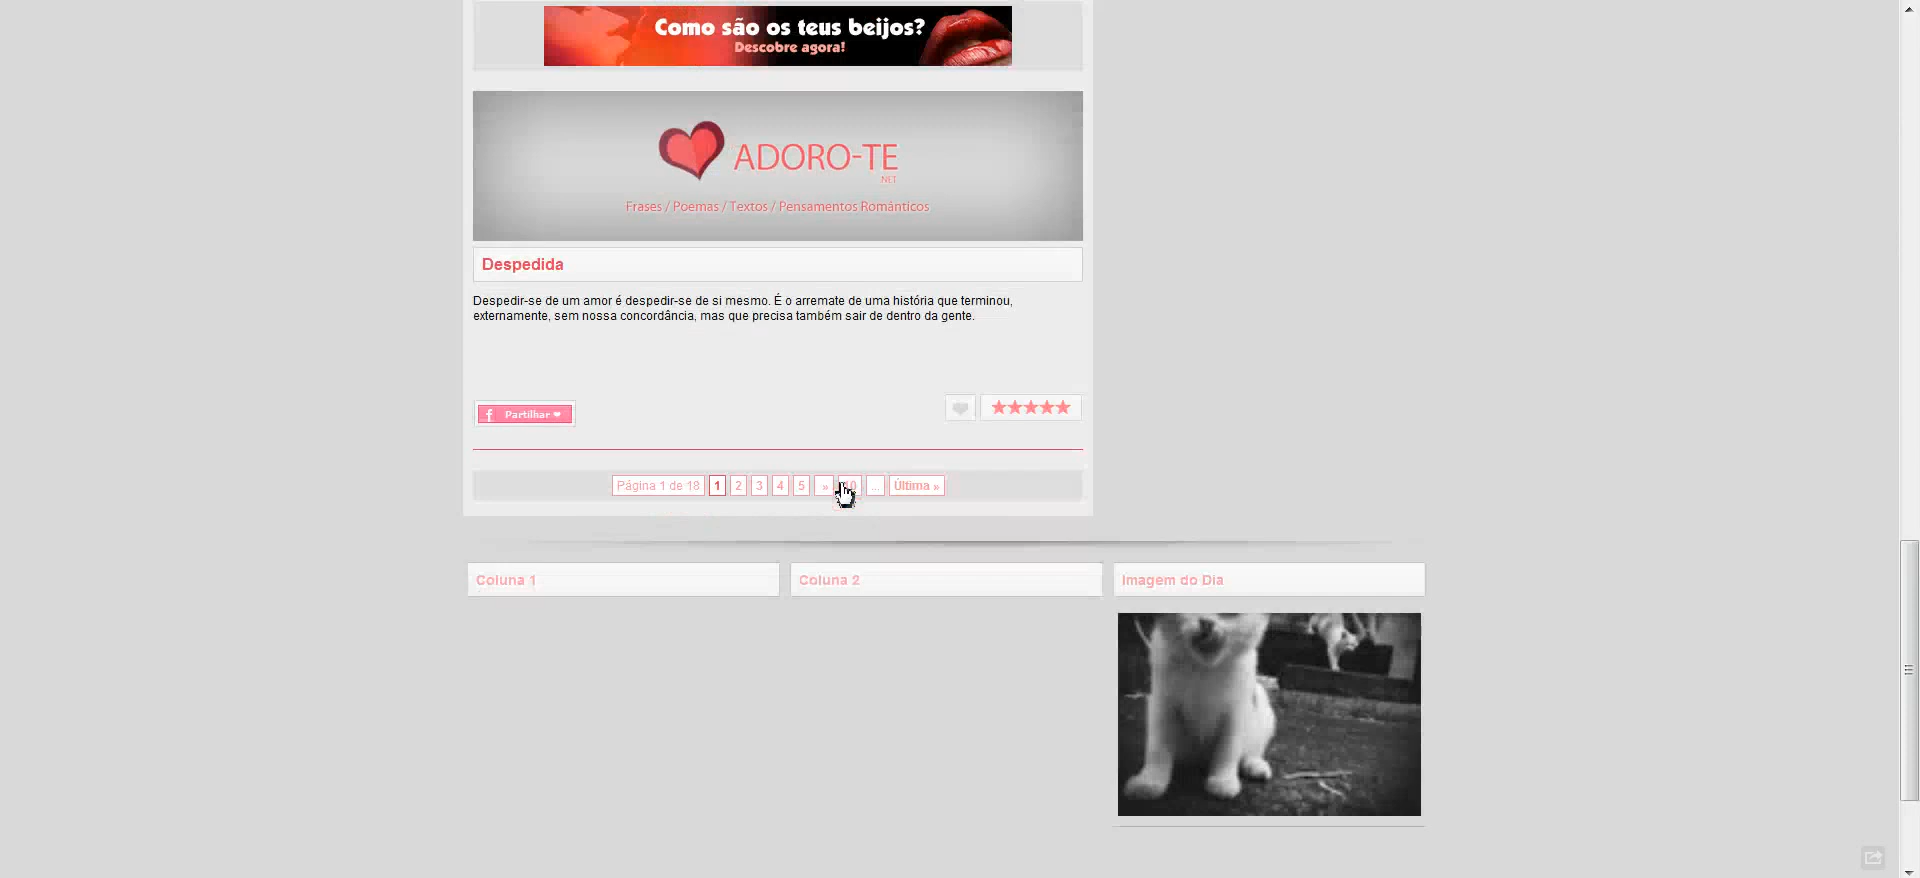 Como são os teus beijos?
Descobre agora!
ADORO-TE
.NET
Frases / Poemas / Textos / Pensamentos Românticos
Despedida
Despedir-se de um amor é despedir-se de si mesmo. É o arremate de uma história que terminou,
externamente, sem nossa concordância, mas que precisa também sair de dentro da gente.
f Partilhar ❤
Página 1 de 18 1 2 3 4 5 » 10 ... Última »
Coluna 1 Coluna 2 Imagem do Dia